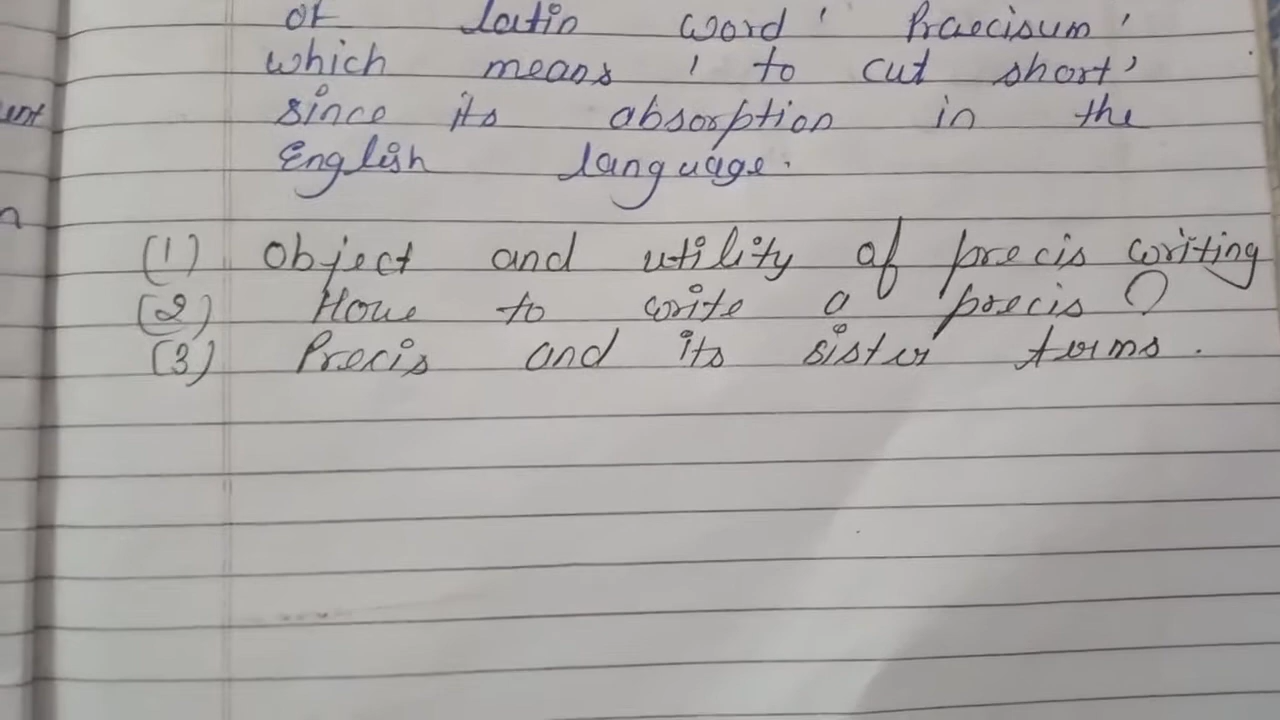 of latin word ' Praecisum '
which means ' to cut short'
since its absorption in the
English language.
(1) Object and utility of precis writing
(2) How to write a precis ?
(3) Precis and its sister terms .